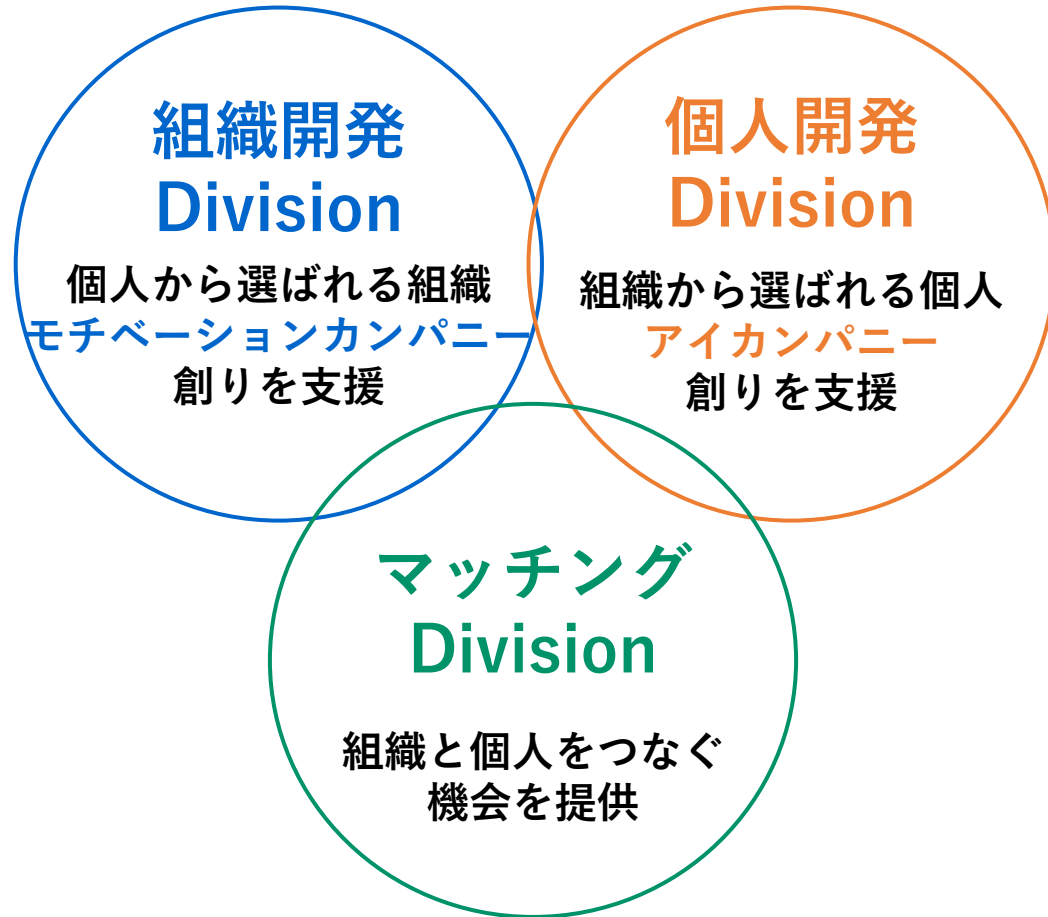 組織開発
Division
個人から選ばれる組織
モチベーションカンパニー
創りを支援
個人開発
Division
組織から選ばれる個人
アイカンパニー
創りを支援
マッチング
Division
組織と個人をつなぐ
機会を提供